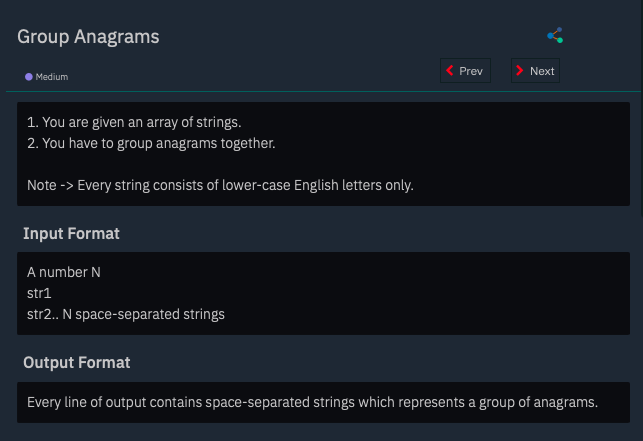 Group Anagrams
Medium
Prev
Next
1. You are given an array of strings.
2. You have to group anagrams together.
Note -> Every string consists of lower-case English letters only.
Input Format
A number N
str1
str2.. N space-separated strings
Output Format
Every line of output contains space-separated strings which represents a group of anagrams.